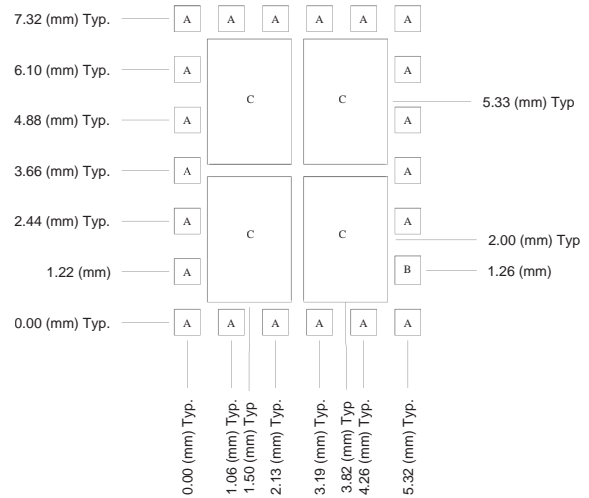 7.32 (mm) Typ. A A A A A A
6.10 (mm) Typ. A A
C C
5.33 (mm) Typ
4.88 (mm) Typ. A A
3.66 (mm) Typ. A A
2.44 (mm) Typ. A A
C C
2.00 (mm) Typ
1.22 (mm) A B 1.26 (mm)
0.00 (mm) Typ. A A A A A A
0.00 (mm) Typ.
1.06 (mm) Typ.
1.50 (mm) Typ
2.13 (mm) Typ.
3.19 (mm) Typ.
3.82 (mm) Typ
4.26 (mm) Typ.
5.32 (mm) Typ.